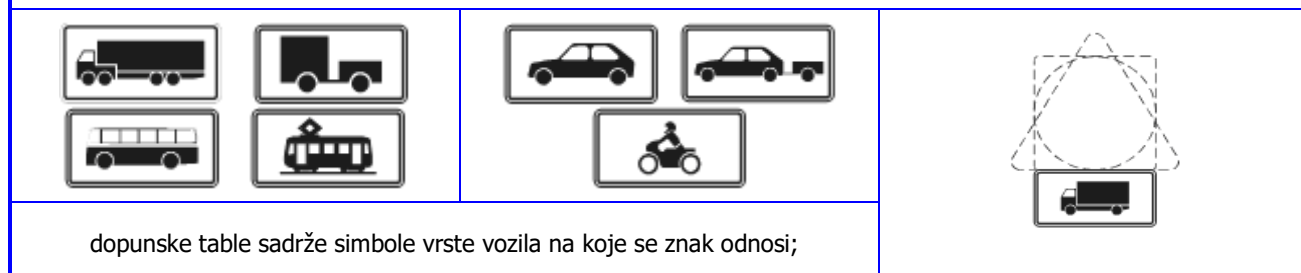 dopunske table sadrže simbole vrste vozila na koje se znak odnosi;